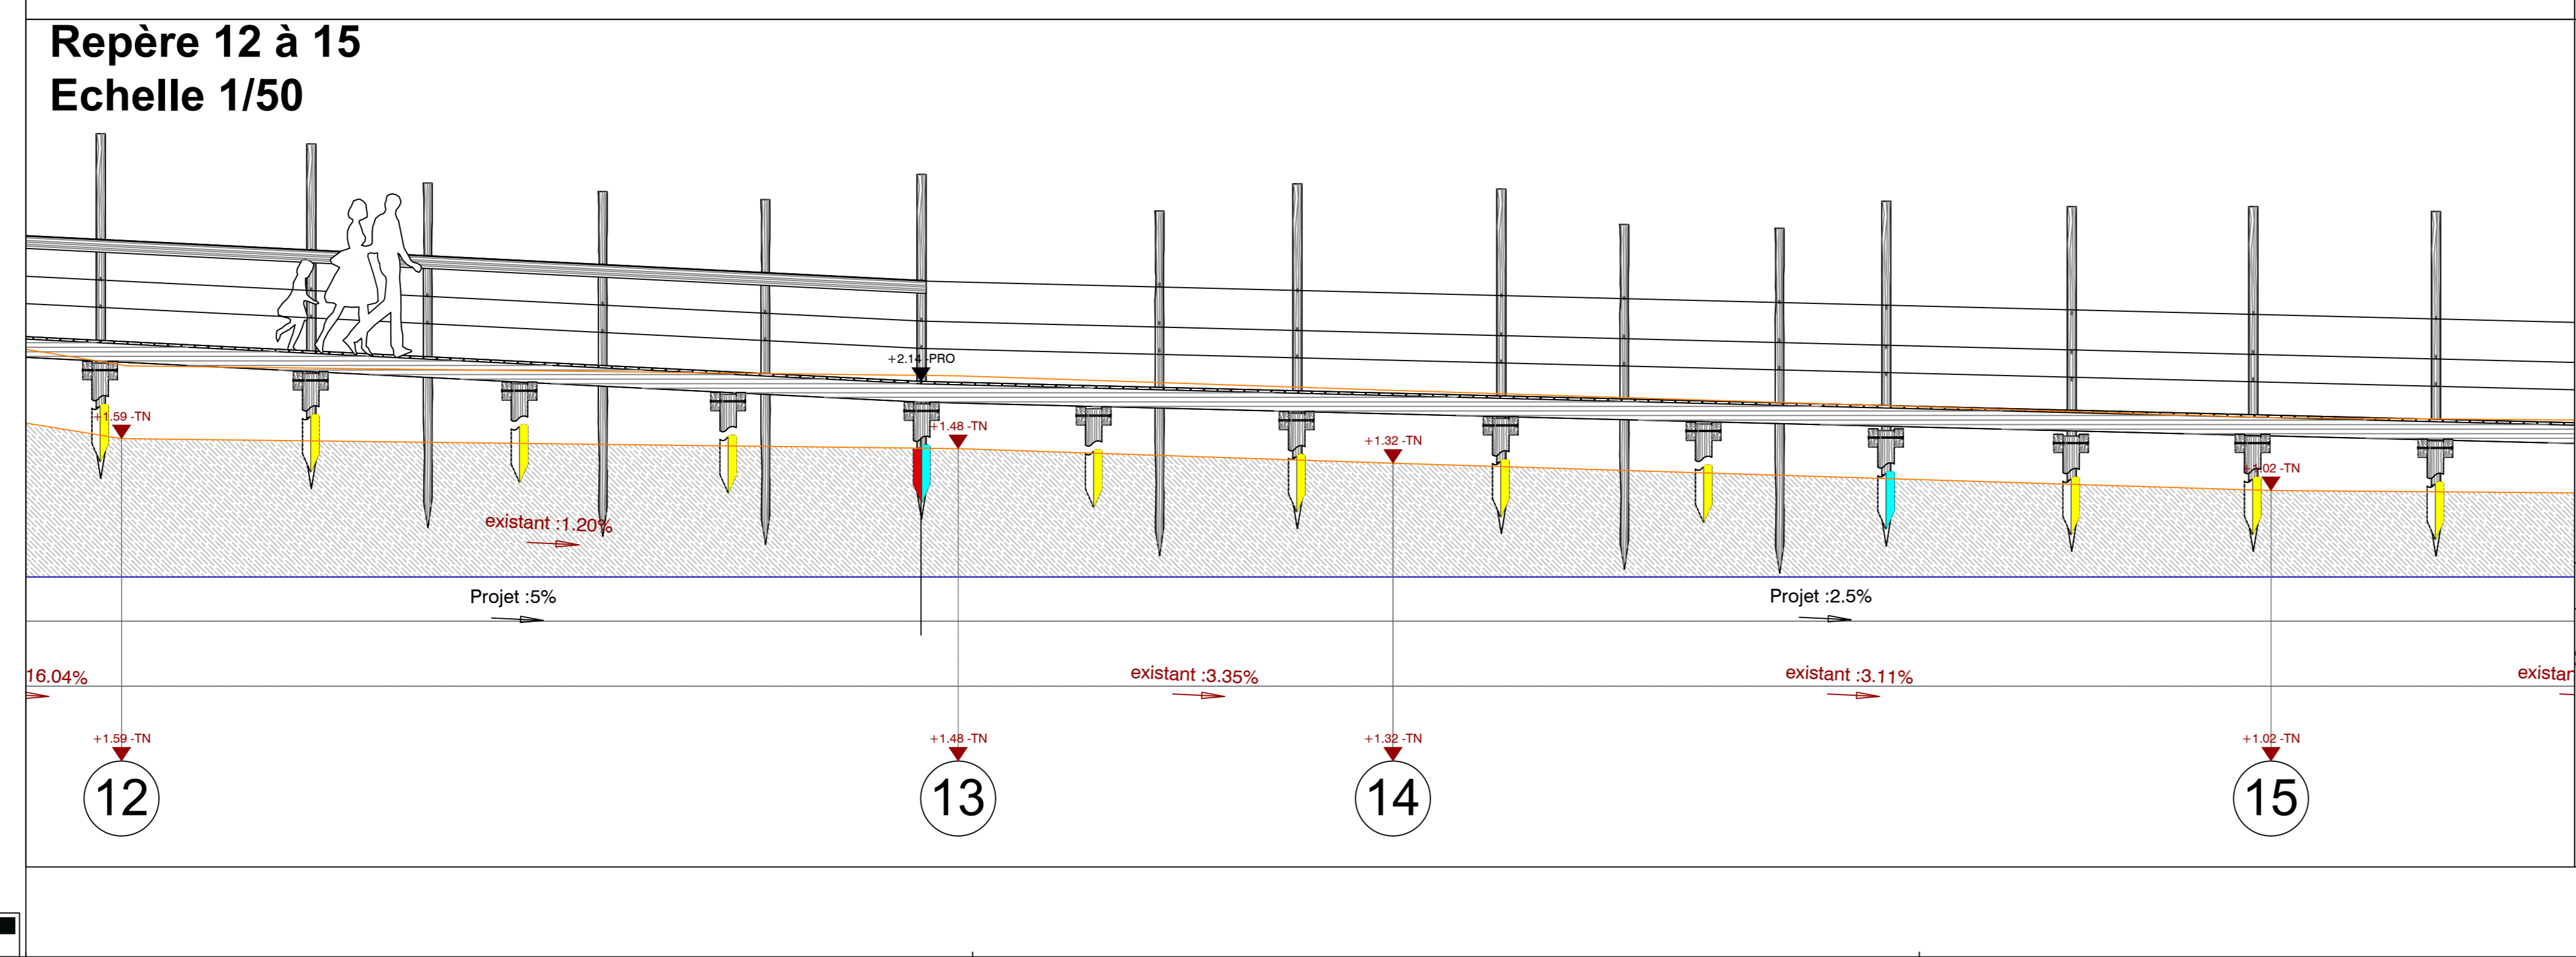 Repère 12 à 15
Echelle 1/50
+2.14 -PRO
+1.59 -TN
+1.48 -TN
+1.32 -TN
+1.02 -TN
existant :1.20%
Projet :5%
Projet :2.5%
16.04%
existant :3.35%
existant :3.11%
existan
+1.59 -TN
+1.48 -TN
+1.32 -TN
+1.02 -TN
12
13
14
15